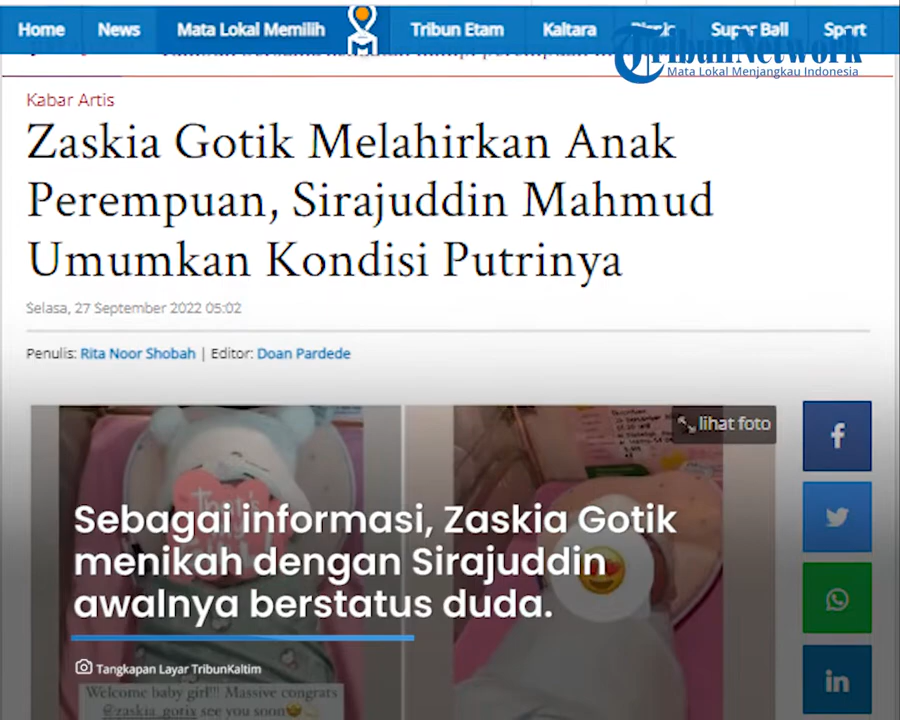 Home News Mata Lokal Memilih Tribun Etam Kaltara Super Ball Sport
Tribun Network
Mata Lokal Menjangkau Indonesia
Kabar Artis
Zaskia Gotik Melahirkan Anak
Perempuan, Sirajuddin Mahmud
Umumkan Kondisi Putrinya
Selasa, 27 September 2022 05:02
Penulis: Rita Noor Shobah | Editor: Doan Pardede
lihat foto
Sebagai informasi, Zaskia Gotik
menikah dengan Sirajuddin
awalnya berstatus duda.
Tangkapan Layar TribunKaltim
Welcome baby girl!!! Massive congrats
@zaskia_gotix see you soon